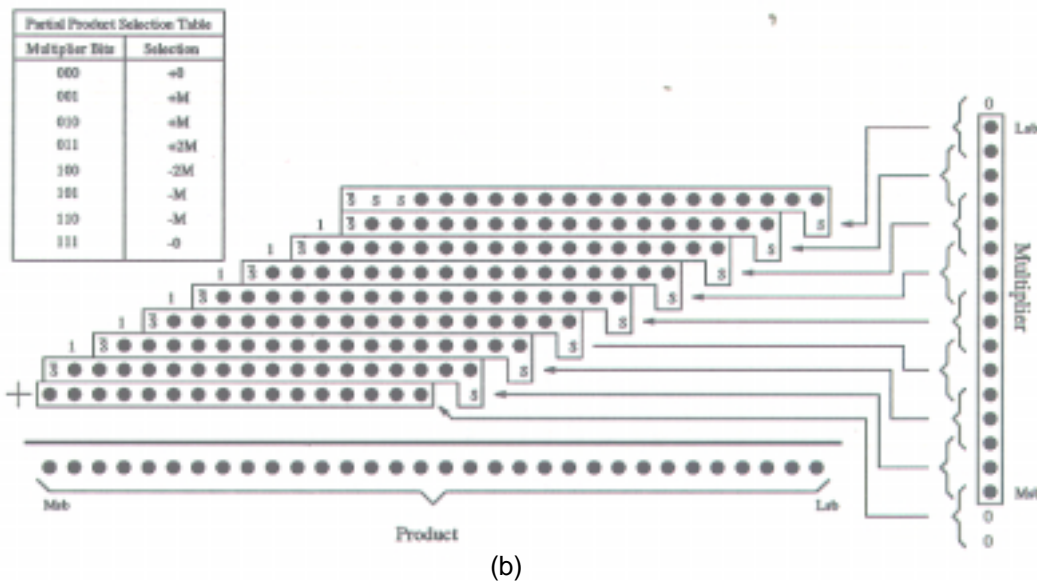 Partial Product Selection Table
Multiplier Bits Selection
000 +0
001 +M
010 +M
011 +2M
100 -2M
101 -M
110 -M
111 -0
0
Lsb
S S S
1 S S
1 S S
1 S S
1 S S
1 S S
1 S S
S S
+ S
Multiplier
Msb
0
0
Msb Lsb
Product
(b)